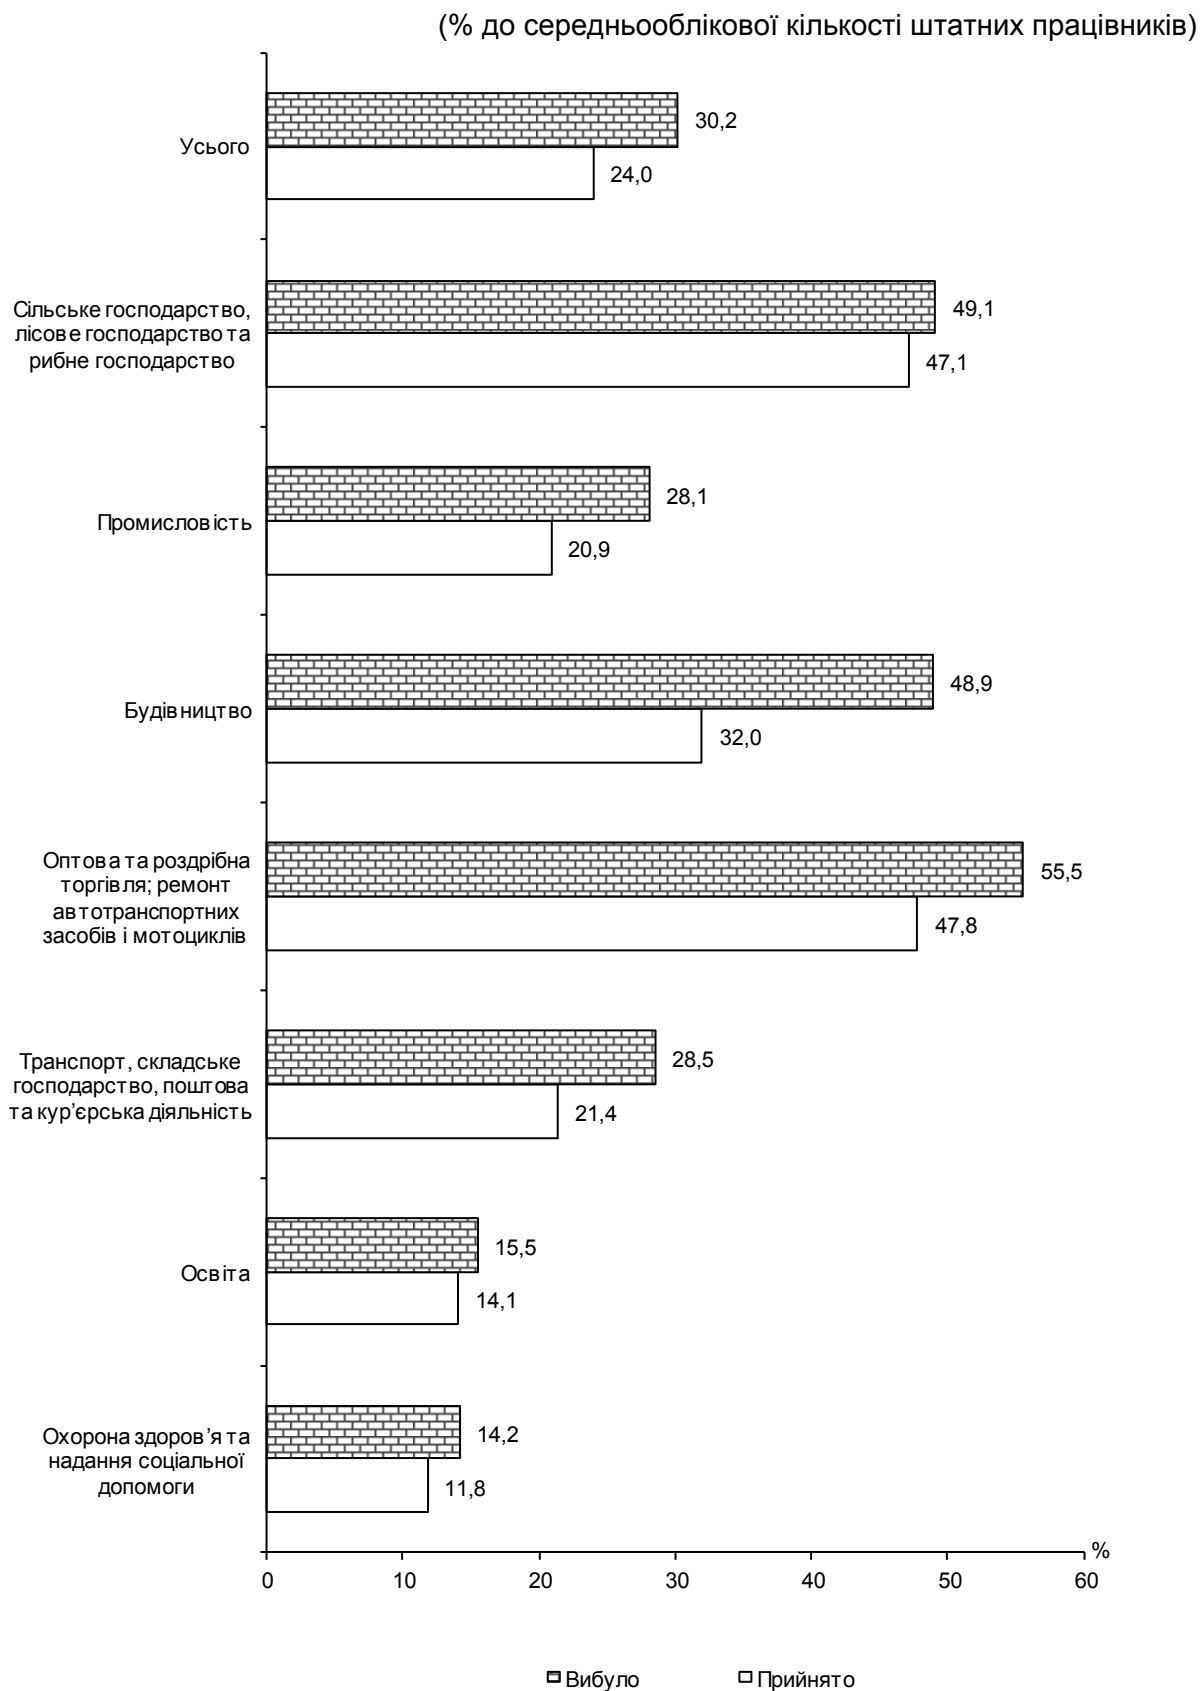 (% до середньооблікової кількості штатних працівників)
Усього
30,2
24,0
Сільське господарство,
лісове господарство та
рибне господарство
49,1
47,1
Промисловість
28,1
20,9
Будівництво
48,9
32,0
Оптова та роздрібна
торгівля; ремонт
автотранспортних
засобів і мотоциклів
55,5
47,8
Транспорт, складське
господарство, поштова
та кур’єрська діяльність
28,5
21,4
Освіта
15,5
14,1
Охорона здоров’я та
надання соціальної
допомоги
14,2
11,8
%
0 10 20 30 40 50 60
Вибуло Прийнято